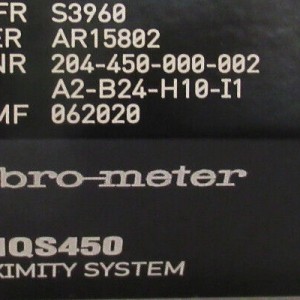 FR S3960
ER AR15802
NR 204-450-000-002
A2-B24-H10-I1
MF 062020
bro-meter
IQS450
XIMITY SYSTEM